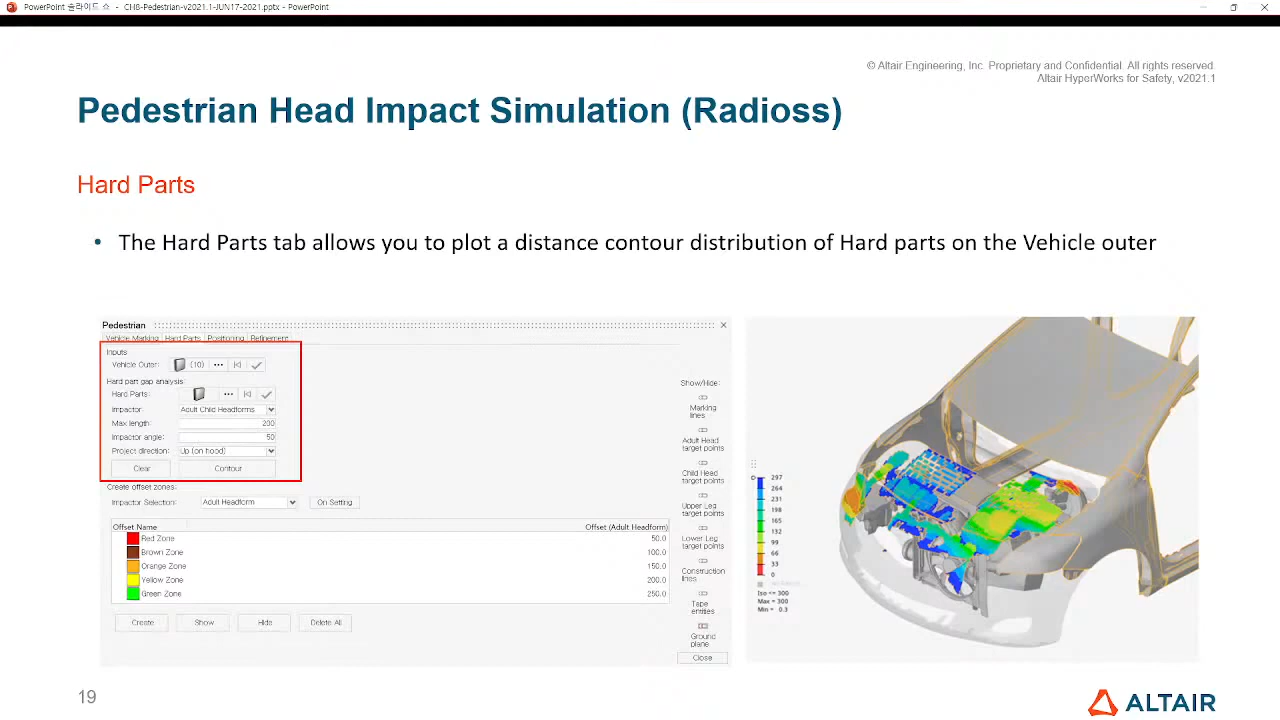 PowerPoint 슬라이드 쇼 - CH8-Pedestrian-v2021.1-JUN17-2021.pptx - PowerPoint
© Altair Engineering, Inc. Proprietary and Confidential. All rights reserved.
Altair HyperWorks for Safety, v2021.1
Pedestrian Head Impact Simulation (Radioss)
Hard Parts
• The Hard Parts tab allows you to plot a distance contour distribution of Hard parts on the Vehicle outer
Pedestrian
Vehicle Marking Hard Parts Positioning Refinement
Inputs
Vehicle Outer: (10)
Hard part gap analysis:
Hard Parts:
Impactor: Adult Child Headforms
Max length: 200
Impactor angle: 50
Project direction: Up (on hood)
Clear Contour
Create offset zones:
Impactor Selection: Adult Headform On Setting
Offset Name Offset (Adult Headform)
Red Zone 50.0
Brown Zone 100.0
Orange Zone 150.0
Yellow Zone 200.0
Green Zone 250.0
Create Show Hide Delete All
Show/Hide:
Marking
lines
Adult Head
target points
Child Head
target points
Upper Leg
target points
Lower Leg
target points
Construction
lines
Tape
entities
Ground
plane
Close
297
264
231
198
165
132
99
66
33
0
Iso <= 300
Max = 300
Min = 0.3
19
ALTAIR